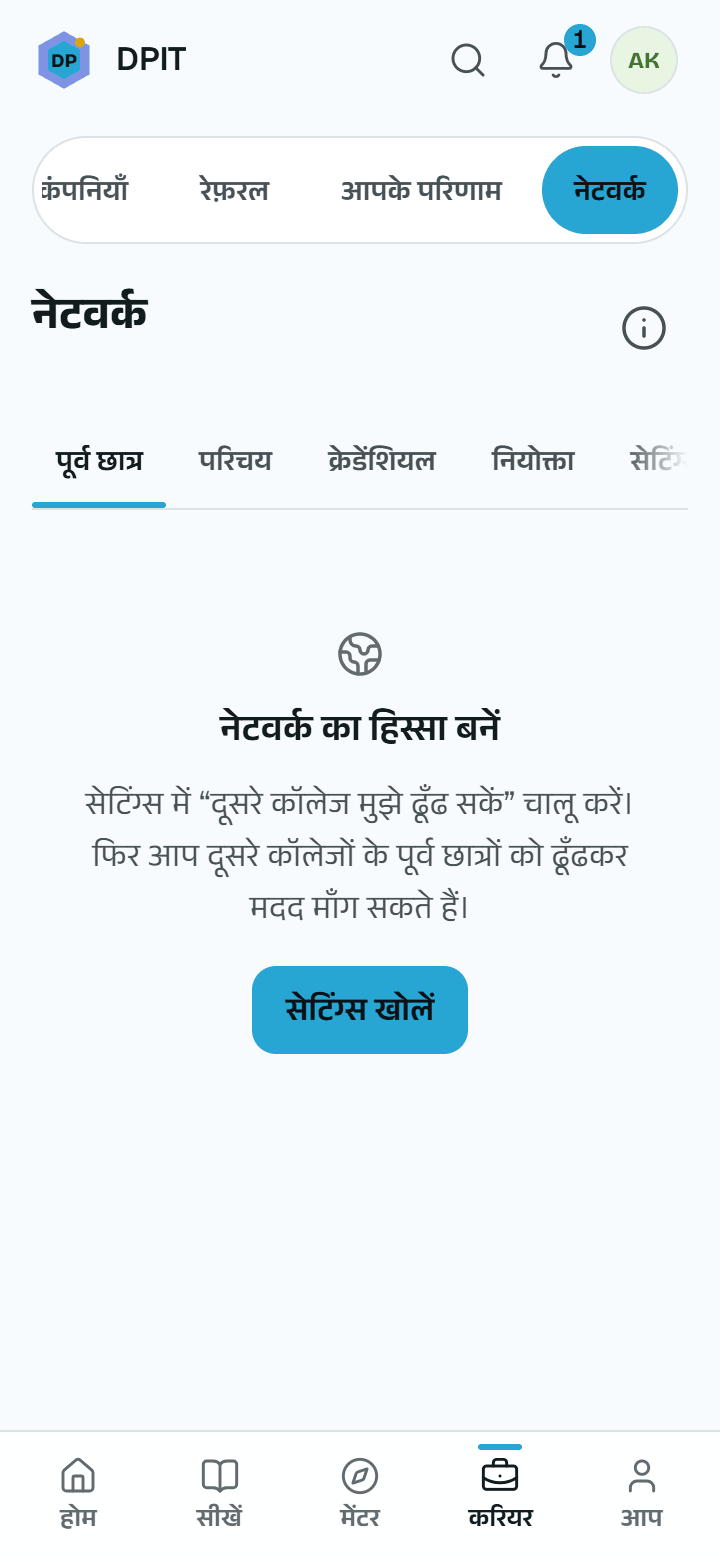 DP
DPIT
1
AK
कंपनियाँ
रेफ़रल
आपके परिणाम
नेटवर्क
नेटवर्क
पूर्व छात्र
परिचय
क्रेडेंशियल
नियोक्ता
नेटवर्क का हिस्सा बनें
सेटिंग्स में “दूसरे कॉलेज मुझे ढूँढ सकें” चालू करें।
फिर आप दूसरे कॉलेजों के पूर्व छात्रों को ढूँढकर
मदद माँग सकते हैं।
सेटिंग्स खोलें
होम
सीखें
मेंटर
करियर
आप